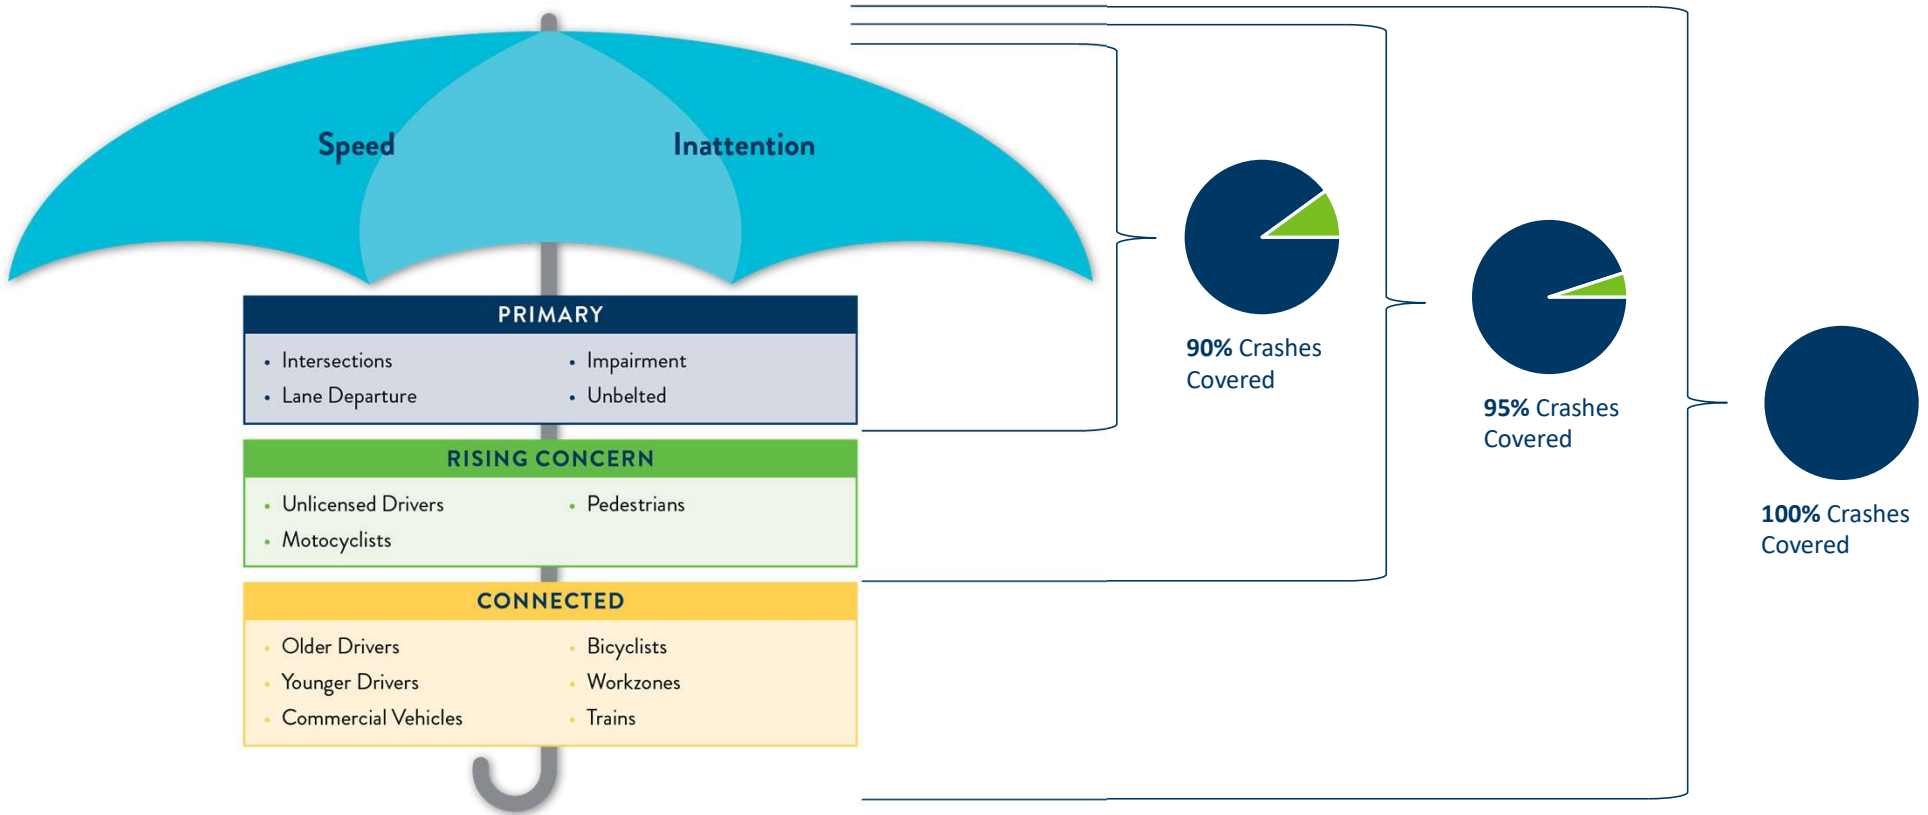 Speed
Inattention
PRIMARY
• Intersections
• Lane Departure
• Impairment
• Unbelted
RISING CONCERN
• Unlicensed Drivers
• Motocyclists
• Pedestrians
CONNECTED
• Older Drivers
• Younger Drivers
• Commercial Vehicles
• Bicyclists
• Workzones
• Trains
90% Crashes
Covered
95% Crashes
Covered
100% Crashes
Covered